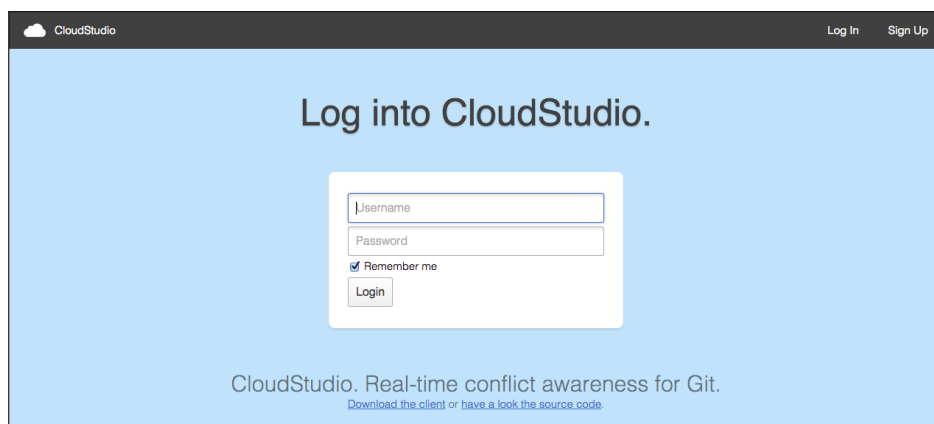 CloudStudio Log In Sign Up
Log into CloudStudio.
Username
Password
Remember me
Login
CloudStudio. Real-time conflict awareness for Git.
Download the client or have a look the source code.